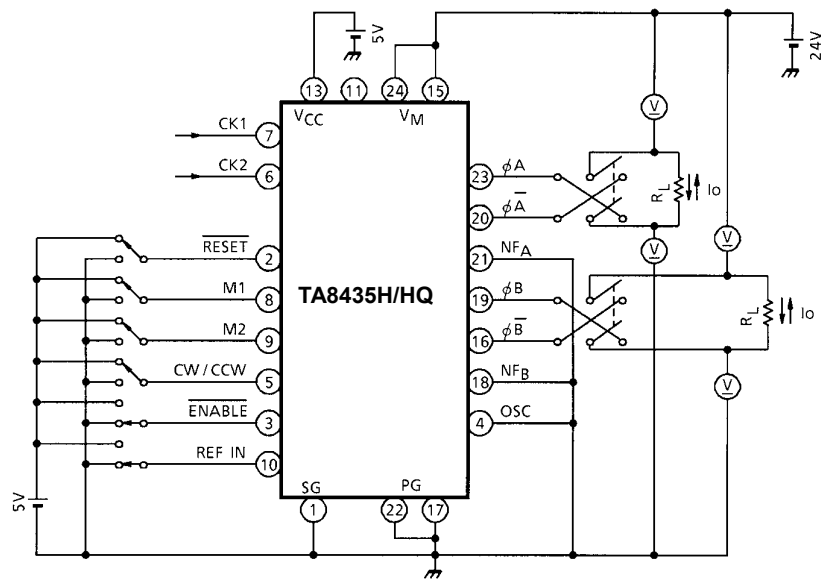 5V
24V
13
11
24
15
VCC
VM
CK1
7
CK2
6
V
V
RL
Io
23
φA
20
φA̅
V
V
R̅E̅S̅E̅T̅
2
21
NFA
M1
8
TA8435H/HQ
19
φB
RL
Io
M2
9
16
φB̅
CW / CCW
5
18
NFB
V
E̅N̅A̅B̅L̅E̅
3
4
OSC
REF IN
10
5V
SG
PG
1
22
17